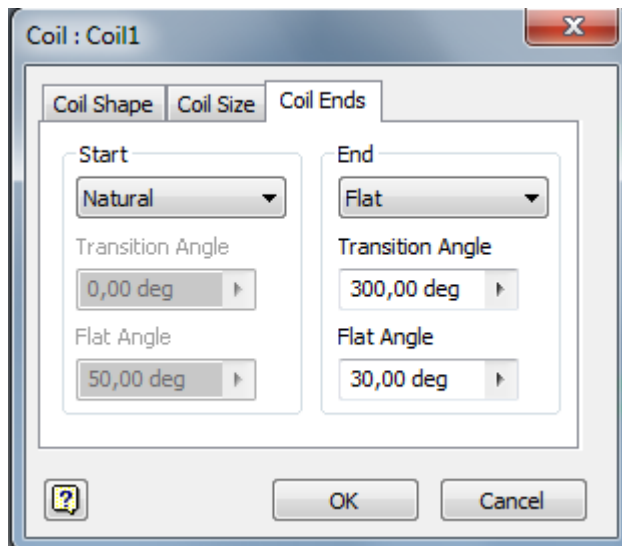 Coil : Coil1
Coil Shape Coil Size Coil Ends
Start
Natural
Transition Angle
0,00 deg
Flat Angle
50,00 deg
End
Flat
Transition Angle
300,00 deg
Flat Angle
30,00 deg
OK Cancel